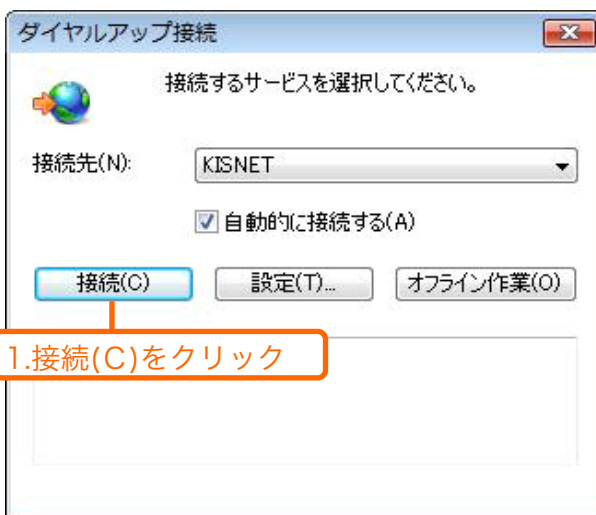 ダイヤルアップ接続
接続するサービスを選択してください。
接続先(N): KISNET
自動的に接続する(A)
接続(C) 設定(T)... オフライン作業(O)
1.接続(C)をクリック